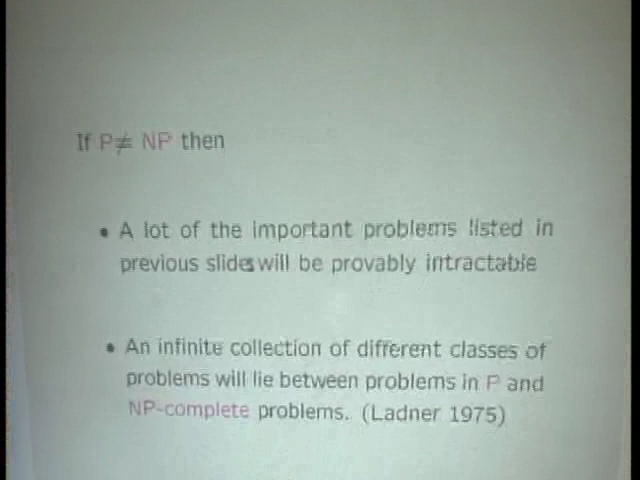 If P≠ NP then
• A lot of the important problems listed in
previous slides will be provably intractable
• An infinite collection of different classes of
problems will lie between problems in P and
NP-complete problems. (Ladner 1975)